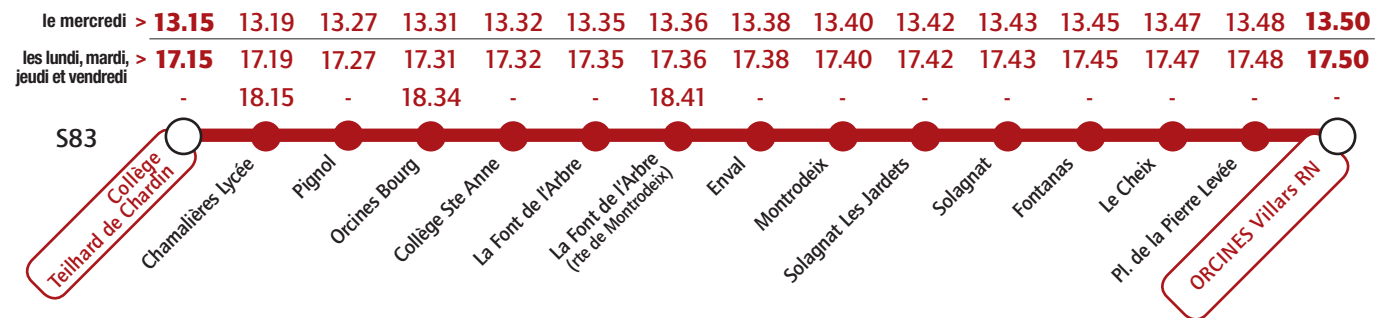 le mercredi > 13.15 13.19 13.27 13.31 13.32 13.35 13.36 13.38 13.40 13.42 13.43 13.45 13.47 13.48 13.50
les lundi, mardi, > 17.15 17.19 17.27 17.31 17.32 17.35 17.36 17.38 17.40 17.42 17.43 17.45 17.47 17.48 17.50
jeudi et vendredi
- 18.15 - 18.34 - - 18.41 - - - - - - - -
S83
Collège
Teilhard de Chardin
Chamalières Lycée
Pignol
Orcines Bourg
Collège Ste Anne
La Font de l'Arbre
La Font de l'Arbre
(rte de Montrodeix)
Enval
Montrodeix
Solagnat Les Jardets
Solagnat
Fontanas
Le Cheix
Pl. de la Pierre Levée
ORCINES Villars RN